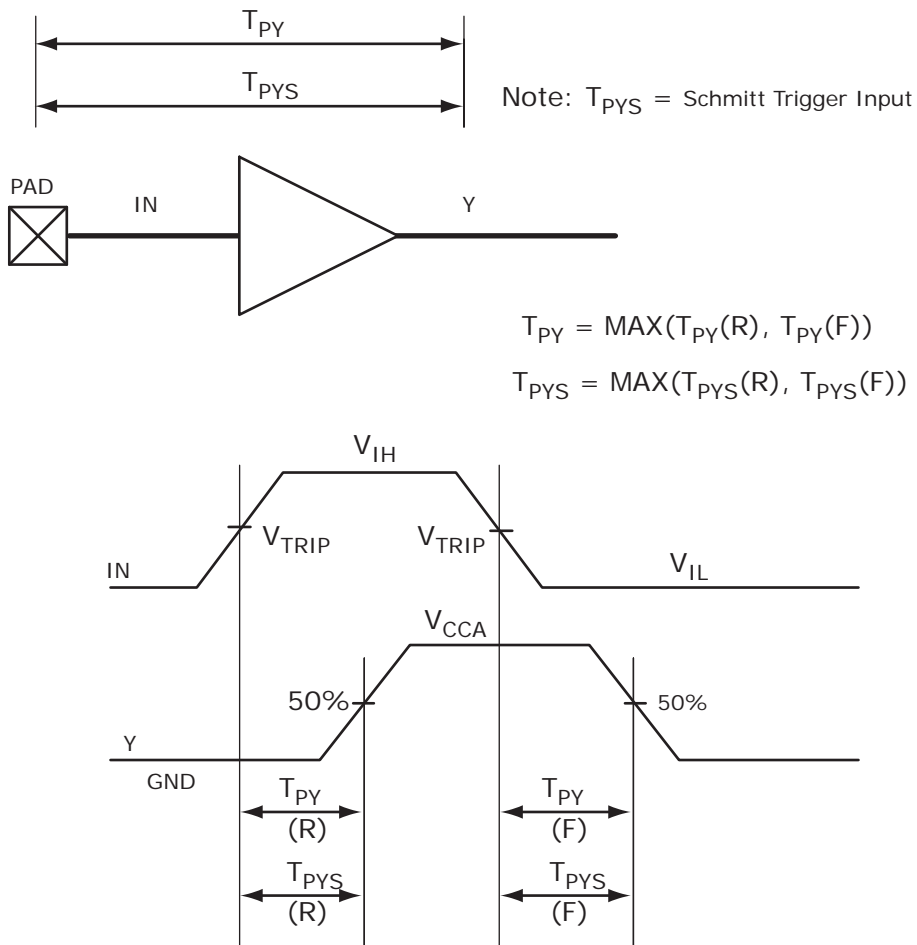 T_PY
T_PYS
Note: T_PYS = Schmitt Trigger Input
PAD
IN
Y
T_PY = MAX(T_PY(R), T_PY(F))
T_PYS = MAX(T_PYS(R), T_PYS(F))
V_IH
V_TRIP
V_TRIP
IN
V_IL
V_CCA
50%
50%
Y
GND
T_PY
(R)
T_PY
(F)
T_PYS
(R)
T_PYS
(F)